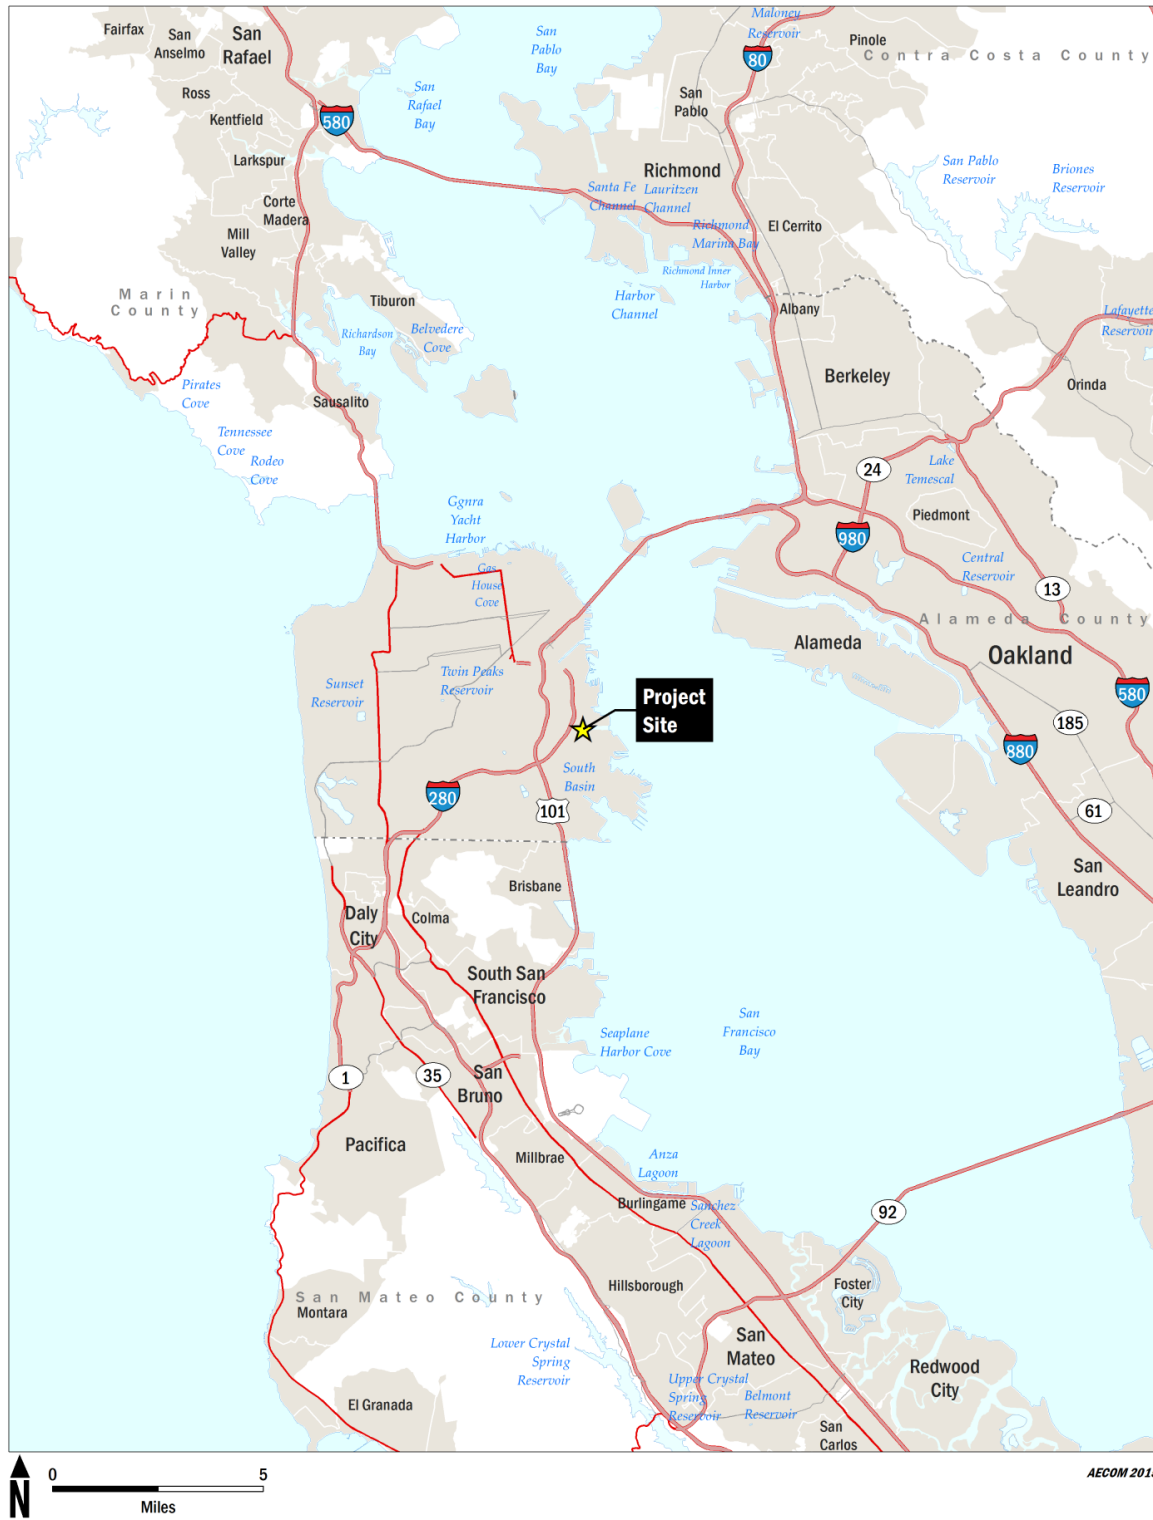 Fairfax
San
Anselmo
San
Rafael
Ross
Kentfield
Larkspur
Corte
Madera
Mill
Valley
580
San
Rafael
Bay
San
Pablo
Bay
Maloney
Reservoir
80
Pinole
Contra Costa County
San
Pablo
Richmond
Santa Fe
Channel
Lauritzen
Channel
Richmond
Marina Bay
Richmond Inner
Harbor
Harbor
Channel
El Cerrito
San Pablo
Reservoir
Briones
Reservoir
Marin
County
Tiburon
Richardson
Bay
Belvedere
Cove
Albany
Lafayette
Reservoir
Pirates
Cove
Sausalito
Berkeley
Orinda
Tennessee
Cove
Rodeo
Cove
24
Lake
Temescal
Ggnra
Yacht
Harbor
Piedmont
980
Gas
House
Cove
Central
Reservoir
13
Alameda County
Alameda
Oakland
Sunset
Reservoir
Twin Peaks
Reservoir
Project
Site
580
185
880
South
Basin
280
101
61
San
Leandro
Brisbane
Daly
City
Colma
South San
Francisco
Seaplane
Harbor Cove
San
Francisco
Bay
1
35
San
Bruno
Pacifica
Millbrae
Anza
Lagoon
Burlingame
Sanchez
Creek
Lagoon
92
Hillsborough
Foster
City
San Mateo County
Montara
Lower Crystal
Spring
Reservoir
San
Mateo
Redwood
City
Upper Crystal
Spring
Reservoir
Belmont
Reservoir
El Granada
San
Carlos
N
0
5
Miles
AECOM 201